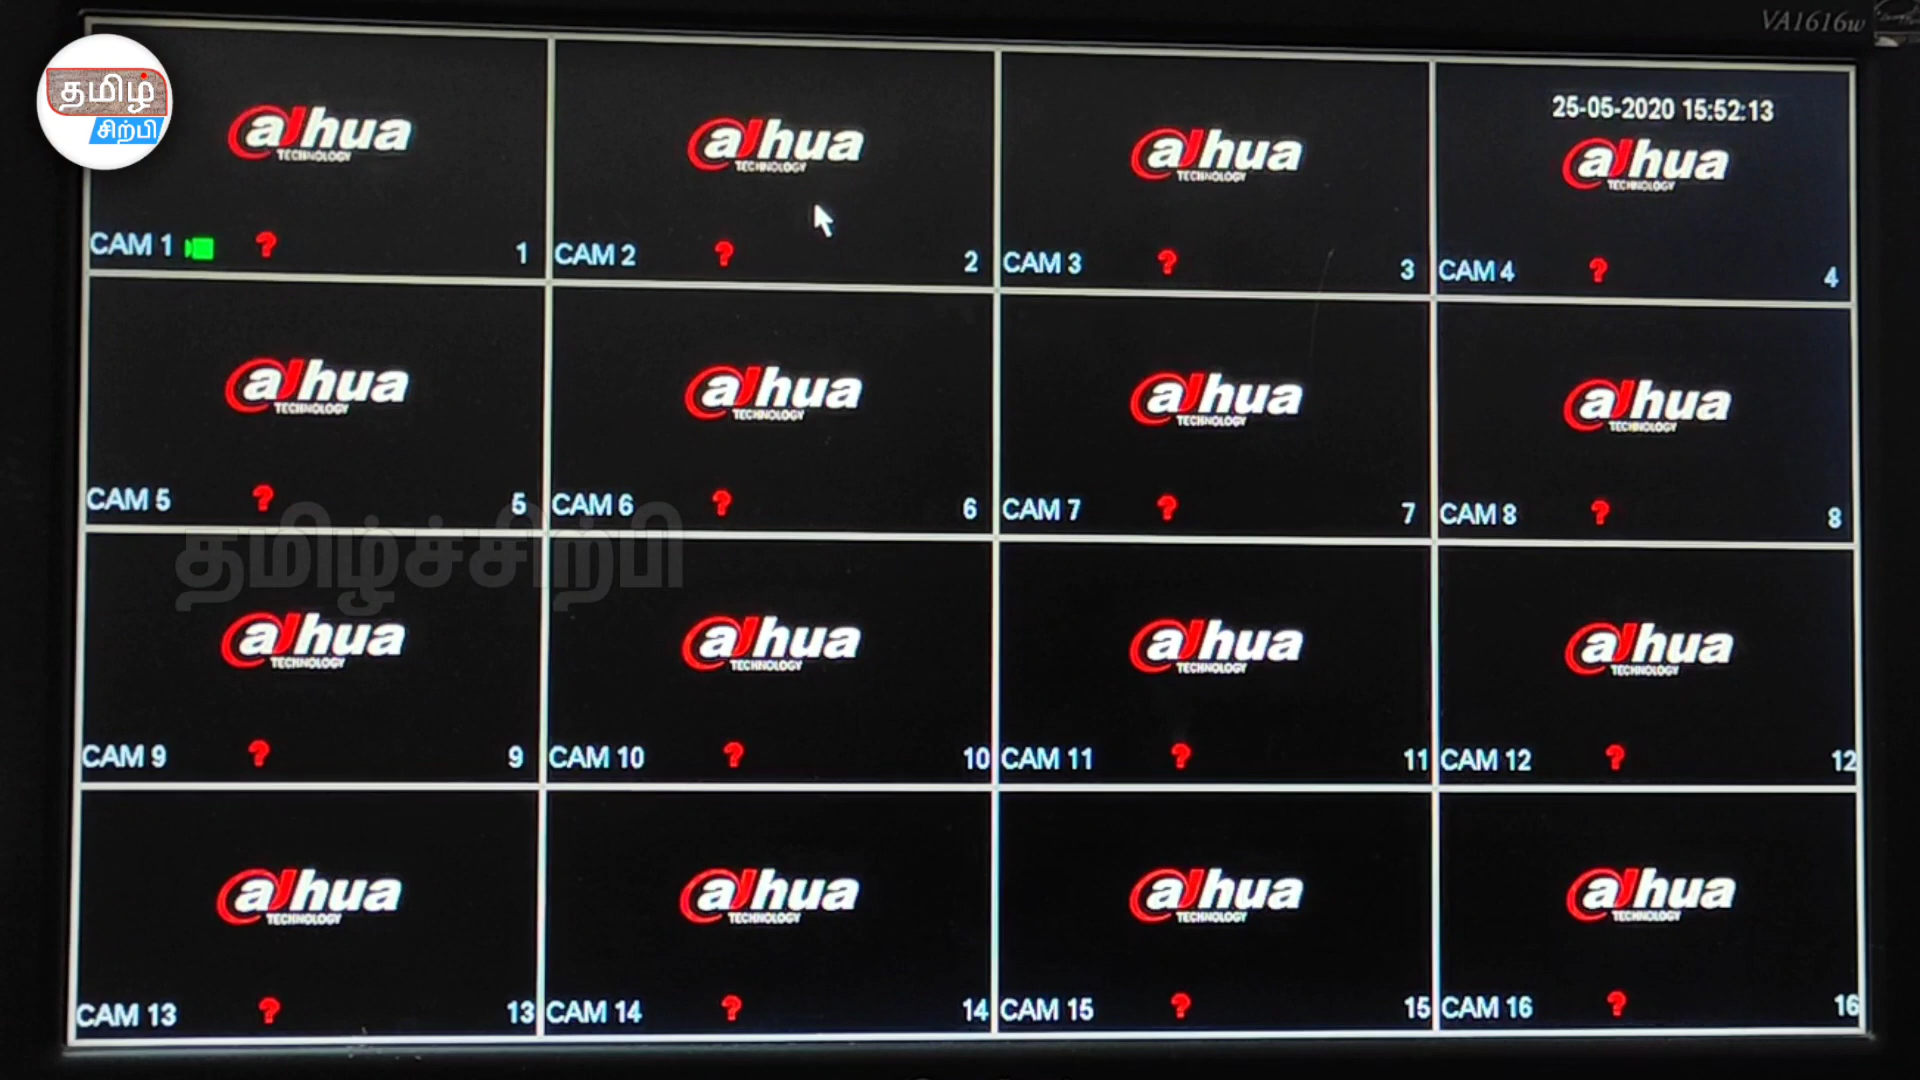 VA1616w
தமிழ்
சிற்பி
25-05-2020 15:52:13
alhua
TECHNOLOGY
alhua
TECHNOLOGY
alhua
TECHNOLOGY
alhua
TECHNOLOGY
CAM 1 ? 1
CAM 2 ? 2
CAM 3 ? 3
CAM 4 ? 4
alhua
TECHNOLOGY
alhua
TECHNOLOGY
alhua
TECHNOLOGY
alhua
TECHNOLOGY
CAM 5 ? 5
CAM 6 ? 6
CAM 7 ? 7
CAM 8 ? 8
தமிழ்ச்சிற்பி
alhua
TECHNOLOGY
alhua
TECHNOLOGY
alhua
TECHNOLOGY
alhua
TECHNOLOGY
CAM 9 ? 9
CAM 10 ? 10
CAM 11 ? 11
CAM 12 ? 12
alhua
TECHNOLOGY
alhua
TECHNOLOGY
alhua
TECHNOLOGY
alhua
TECHNOLOGY
CAM 13 ? 13
CAM 14 ? 14
CAM 15 ? 15
CAM 16 ? 16